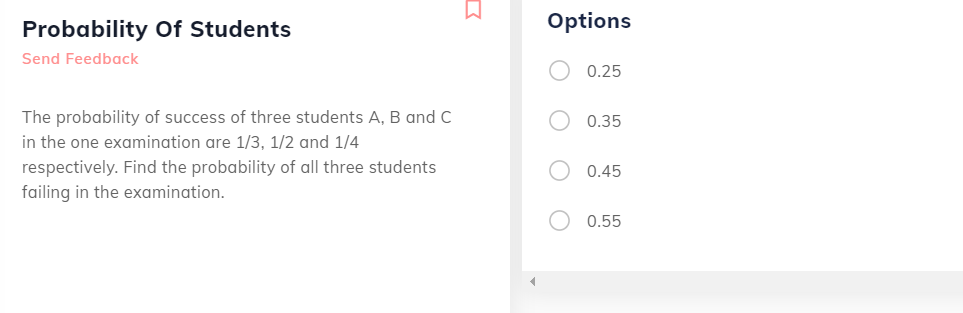 Probability Of Students
Send Feedback
The probability of success of three students A, B and C
in the one examination are 1/3, 1/2 and 1/4
respectively. Find the probability of all three students
failing in the examination.
Options
0.25
0.35
0.45
0.55